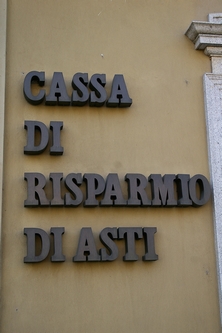 CASSA
DI
RISPARMIO
DI ASTI